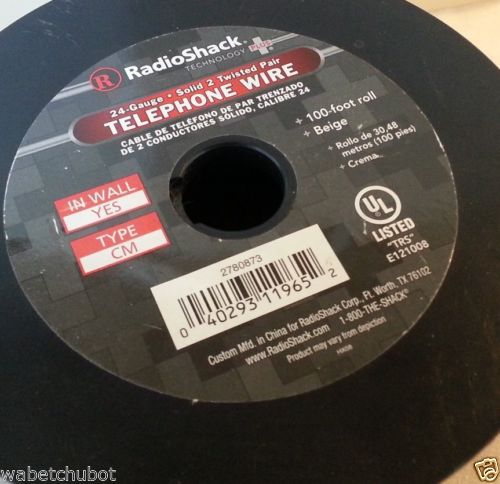 R RadioShack
TECHNOLOGY PLUS
24-Gauge • Solid 2 Twisted Pair
TELEPHONE WIRE
CABLE DE TELÉFONO DE PAR TRENZADO
DE 2 CONDUCTORES SÓLIDO, CALIBRE 24
+ 100-foot roll
+ Beige
+ Rollo de 30,48
metros (100 pies)
+ Crema
IN WALL
YES
TYPE
CM
UL
LISTED
"TRS"
E121008
2780873
0 40293 11965 2
Custom Mfd. in China for RadioShack Corp., Ft. Worth, TX 76102
www.RadioShack.com 1-800-THE-SHACK®
Product may vary from depiction
wabetchubot